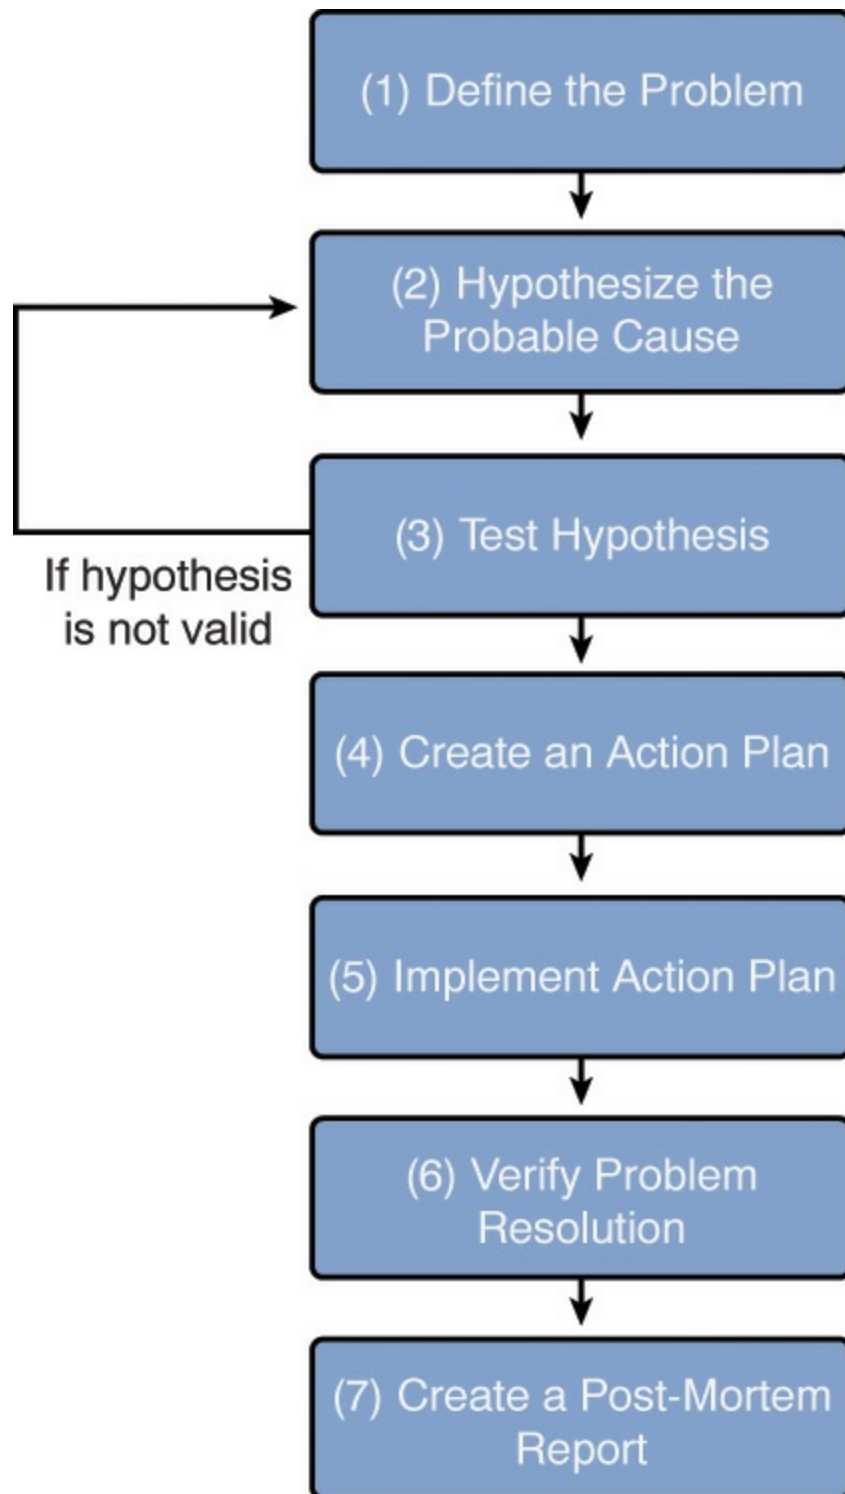 (1) Define the Problem
(2) Hypothesize the
Probable Cause
(3) Test Hypothesis
If hypothesis
is not valid
(4) Create an Action Plan
(5) Implement Action Plan
(6) Verify Problem
Resolution
(7) Create a Post-Mortem
Report